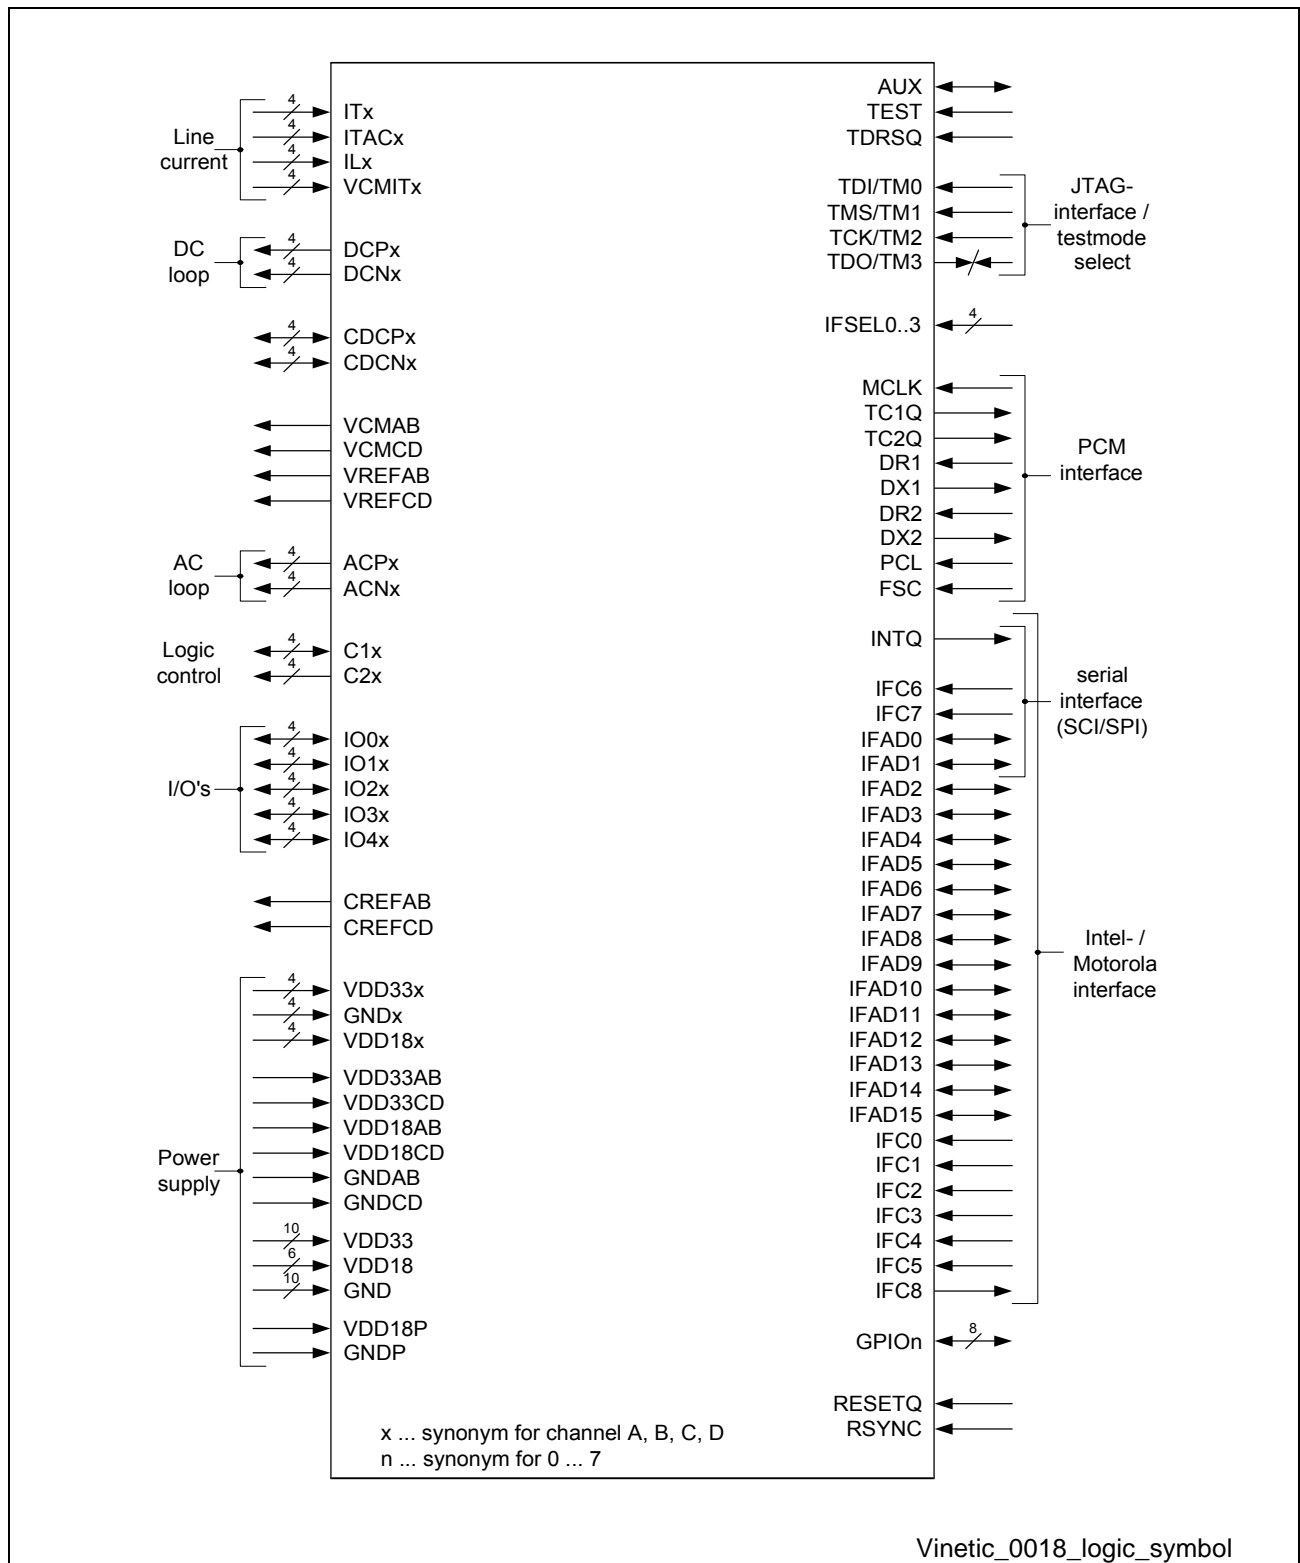 Line
current
4
ITx
4
ITACx
4
ILx
4
VCMITx
DC
loop
4
DCPx
4
DCNx
4
CDCPx
4
CDCNx
VCMAB
VCMCD
VREFAB
VREFCD
AC
loop
4
ACPx
4
ACNx
Logic
control
4
C1x
4
C2x
I/O's
4
IO0x
4
IO1x
4
IO2x
4
IO3x
4
IO4x
CREFAB
CREFCD
Power
supply
4
VDD33x
4
GNDx
4
VDD18x
VDD33AB
VDD33CD
VDD18AB
VDD18CD
GNDAB
GNDCD
10
VDD33
6
VDD18
10
GND
VDD18P
GNDP
x ... synonym for channel A, B, C, D
n ... synonym for 0 ... 7
AUX
TEST
TDRSQ
TDI/TM0
TMS/TM1
TCK/TM2
TDO/TM3
JTAG-
interface /
testmode
select
IFSEL0..3
4
MCLK
TC1Q
TC2Q
DR1
DX1
DR2
DX2
PCL
FSC
PCM
interface
INTQ
IFC6
IFC7
IFAD0
IFAD1
serial
interface
(SCI/SPI)
IFAD2
IFAD3
IFAD4
IFAD5
IFAD6
IFAD7
IFAD8
IFAD9
IFAD10
IFAD11
IFAD12
IFAD13
IFAD14
IFAD15
IFC0
IFC1
IFC2
IFC3
IFC4
IFC5
IFC8
Intel- /
Motorola
interface
GPIOn
8
RESETQ
RSYNC
Vinetic_0018_logic_symbol